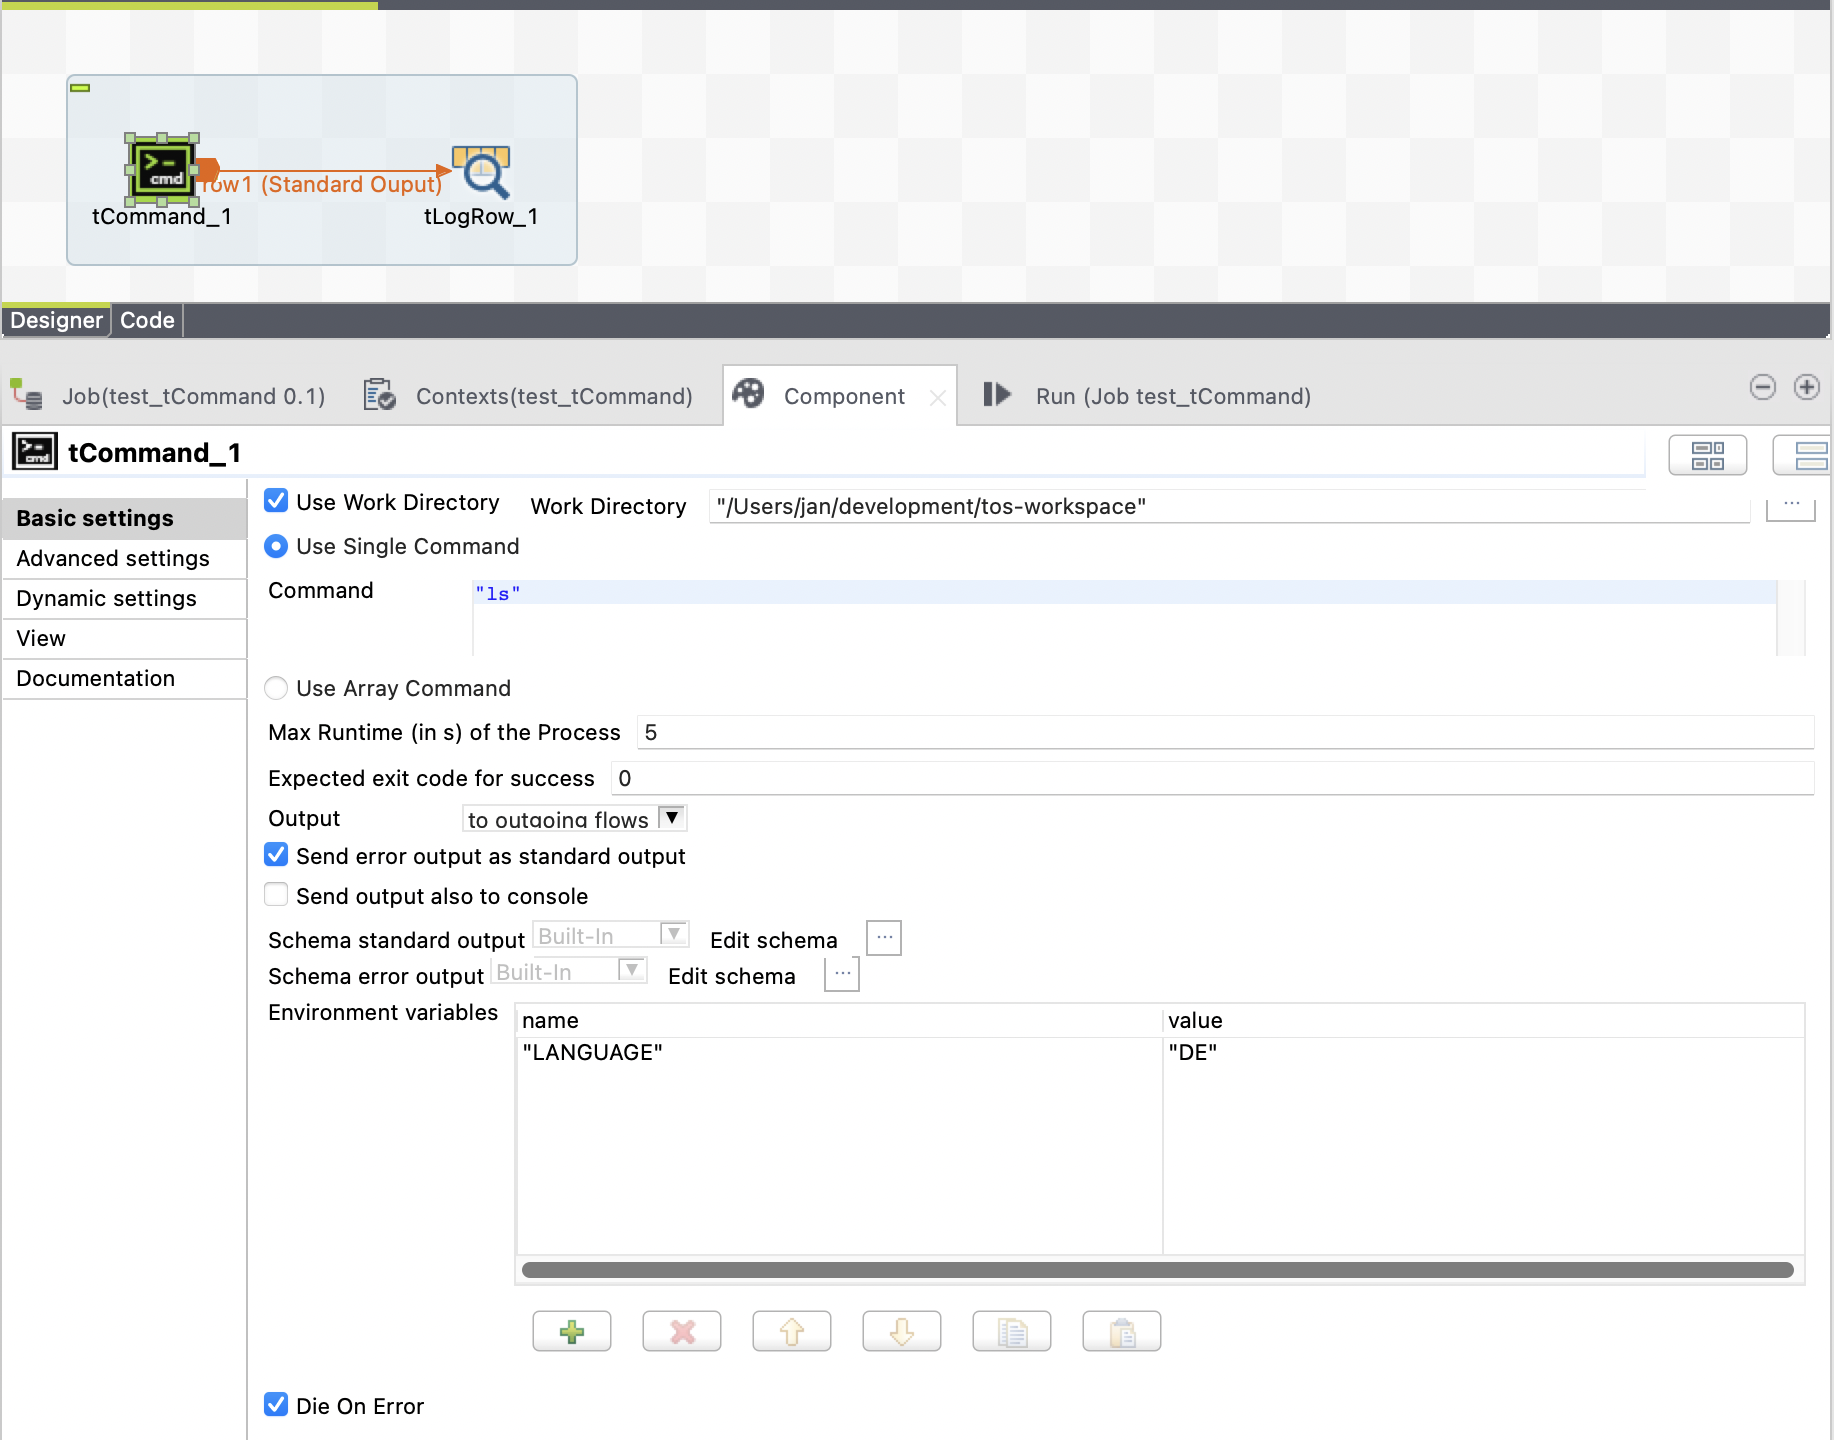 >-
cmd
row1 (Standard Ouput)
tCommand_1
tLogRow_1
Designer
Code
Job(test_tCommand 0.1)
Contexts(test_tCommand)
Component
Run (Job test_tCommand)
>-
cmd
tCommand_1
Basic settings
Advanced settings
Dynamic settings
View
Documentation
Use Work Directory
Work Directory
"/Users/jan/development/tos-workspace"
...
Use Single Command
Command
"ls"
Use Array Command
Max Runtime (in s) of the Process
5
Expected exit code for success
0
Output
to outgoing flows
Send error output as standard output
Send output also to console
Schema standard output
Built-In
Edit schema
...
Schema error output
Built-In
Edit schema
...
Environment variables
name
value
"LANGUAGE"
"DE"
Die On Error